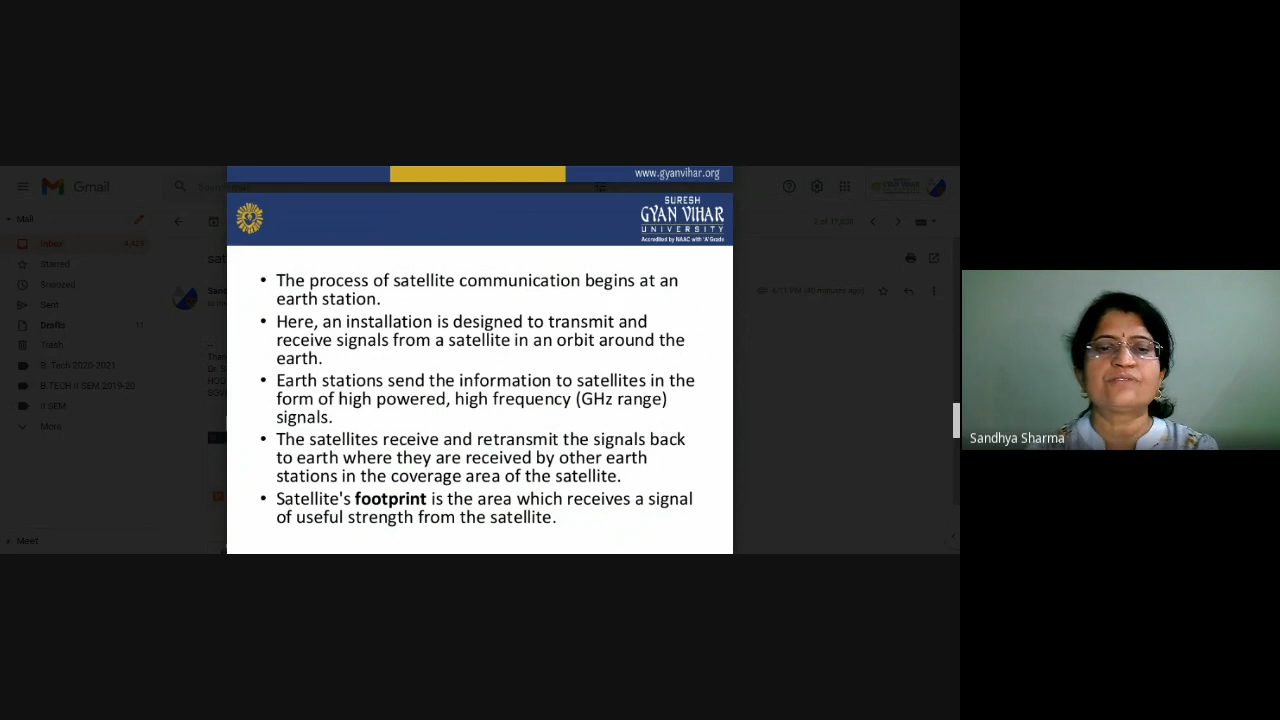 www.gyanvihar.org
Gmail
SURESH
GYAN VIHAR
UNIVERSITY
Accredited by NAAC with 'A' Grade
Mail
Inbox
Starred
Snoozed
Sent
Drafts
Trash
B. Tech 2020-2021
B.TECH II SEM 2019-20
II SEM
More
Meet
• The process of satellite communication begins at an
earth station.
• Here, an installation is designed to transmit and
receive signals from a satellite in an orbit around the
earth.
• Earth stations send the information to satellites in the
form of high powered, high frequency (GHz range)
signals.
• The satellites receive and retransmit the signals back
to earth where they are received by other earth
stations in the coverage area of the satellite.
• Satellite's footprint is the area which receives a signal
of useful strength from the satellite.
Sandhya Sharma